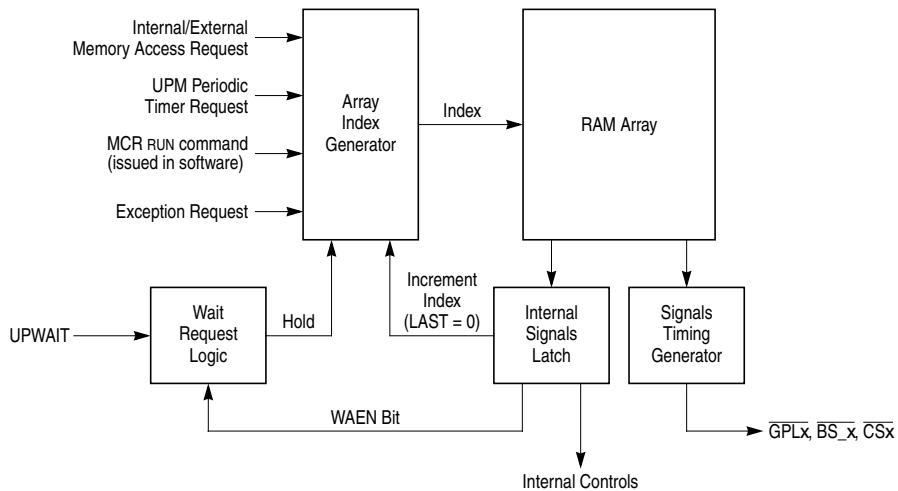 Internal/External
Memory Access Request
UPM Periodic
Timer Request
MCR RUN command
(issued in software)
Exception Request
Array
Index
Generator
Index
RAM Array
UPWAIT
Wait
Request
Logic
Hold
Increment
Index
(LAST = 0)
Internal
Signals
Latch
Signals
Timing
Generator
WAEN Bit
GPLx, BS_x, CSx
Internal Controls